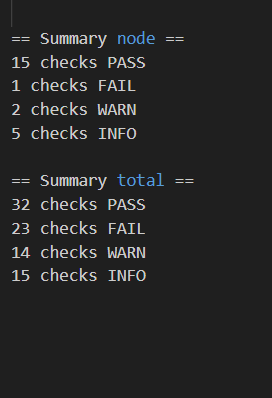 == Summary node ==
15 checks PASS
1 checks FAIL
2 checks WARN
5 checks INFO
== Summary total ==
32 checks PASS
23 checks FAIL
14 checks WARN
15 checks INFO